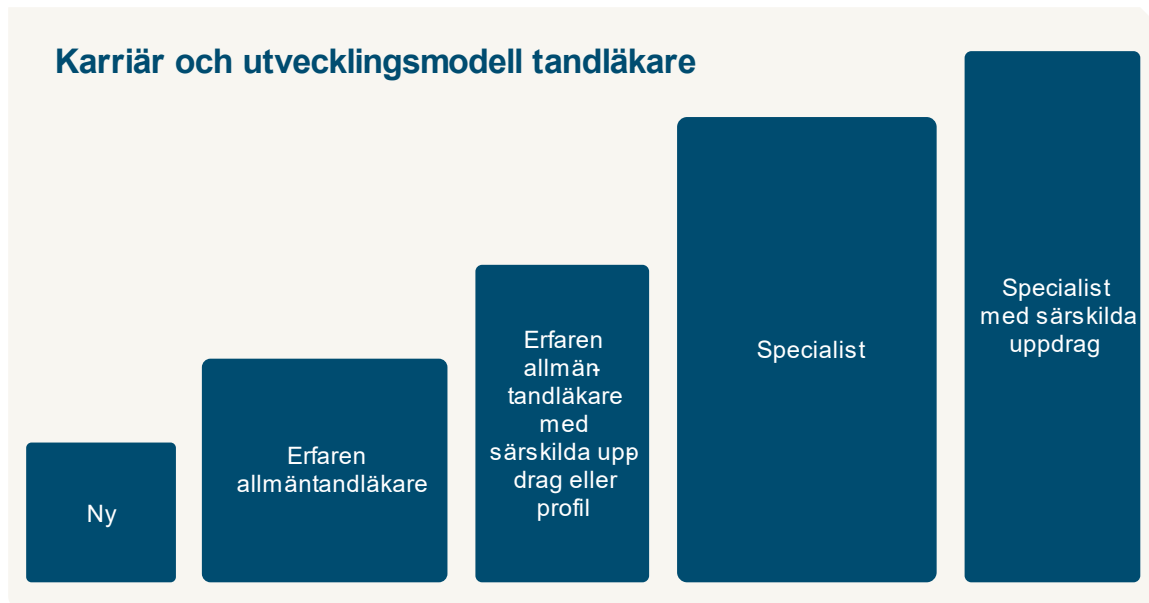 Karriär och utvecklingsmodell tandläkare
Ny
Erfaren
allmäntandläkare
Erfaren
allmän-
tandläkare
med
särskilda upp-
drag eller
profil
Specialist
Specialist
med särskilda
uppdrag